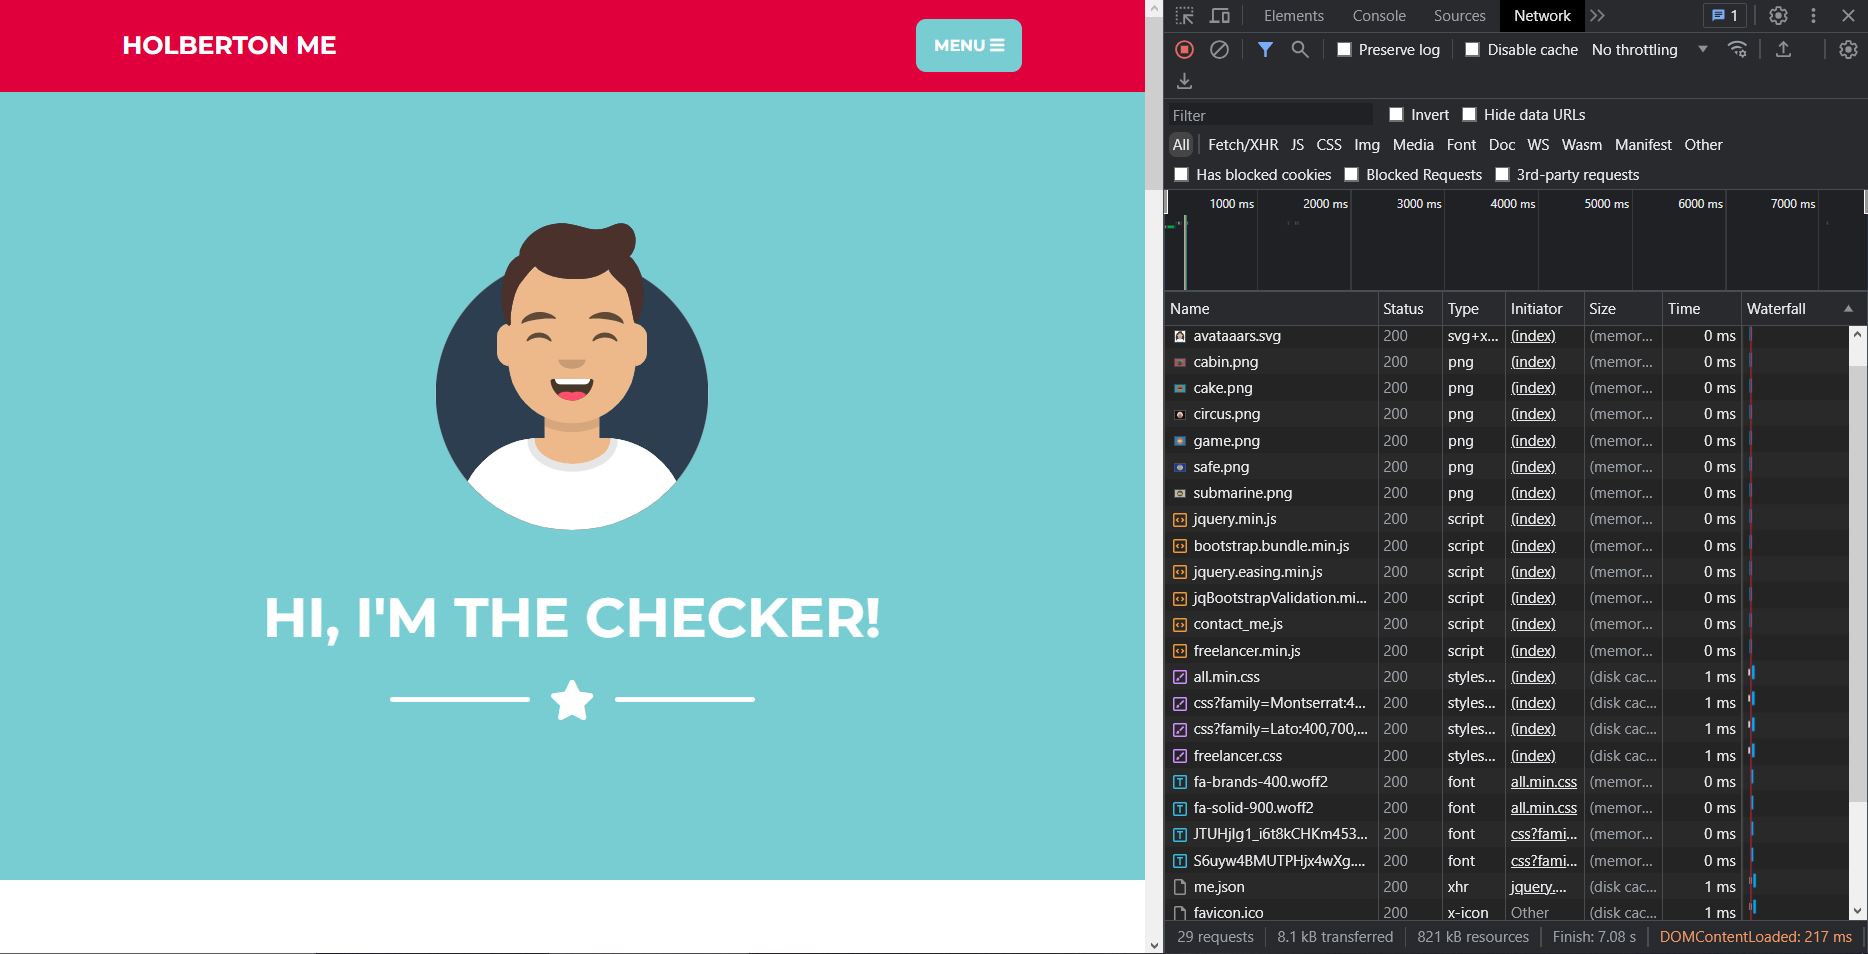 HOLBERTON ME
MENU
HI, I'M THE CHECKER!
Elements Console Sources Network 1
Preserve log Disable cache No throttling
Filter Invert Hide data URLs
All Fetch/XHR JS CSS Img Media Font Doc WS Wasm Manifest Other
Has blocked cookies Blocked Requests 3rd-party requests
1000 ms 2000 ms 3000 ms 4000 ms 5000 ms 6000 ms 7000 ms
Name Status Type Initiator Size Time Waterfall
avataaars.svg 200 svg+x... (index) (memor... 0 ms
cabin.png 200 png (index) (memor... 0 ms
cake.png 200 png (index) (memor... 0 ms
circus.png 200 png (index) (memor... 0 ms
game.png 200 png (index) (memor... 0 ms
safe.png 200 png (index) (memor... 0 ms
submarine.png 200 png (index) (memor... 0 ms
jquery.min.js 200 script (index) (memor... 0 ms
bootstrap.bundle.min.js 200 script (index) (memor... 0 ms
jquery.easing.min.js 200 script (index) (memor... 0 ms
jqBootstrapValidation.mi... 200 script (index) (memor... 0 ms
contact_me.js 200 script (index) (memor... 0 ms
freelancer.min.js 200 script (index) (memor... 0 ms
all.min.css 200 styles... (index) (disk cac... 1 ms
css?family=Montserrat:4... 200 styles... (index) (disk cac... 1 ms
css?family=Lato:400,700,... 200 styles... (index) (disk cac... 1 ms
freelancer.css 200 styles... (index) (disk cac... 1 ms
fa-brands-400.woff2 200 font all.min.css (memor... 0 ms
fa-solid-900.woff2 200 font all.min.css (memor... 0 ms
JTUHjIg1_i6t8kCHKm453... 200 font css?fami... (memor... 0 ms
S6uyw4BMUTPHjx4wXg.... 200 font css?fami... (memor... 0 ms
me.json 200 xhr jquery.... (disk cac... 1 ms
favicon.ico 200 x-icon Other (disk cac... 1 ms
29 requests 8.1 kB transferred 821 kB resources Finish: 7.08 s DOMContentLoaded: 217 ms